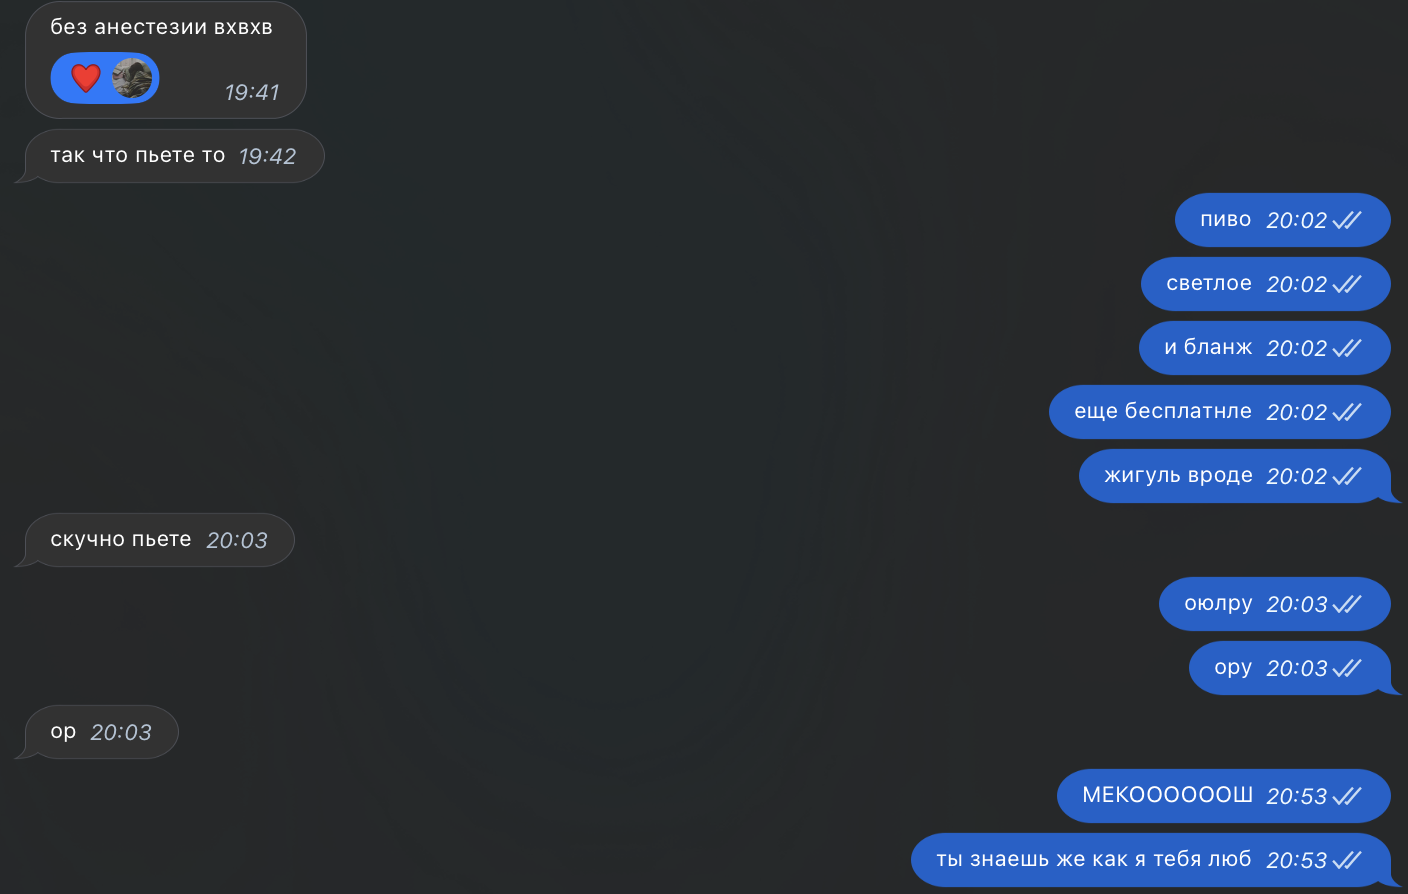 без анестезии вхвхв
19:41
так что пьете то 19:42
пиво 20:02
светлое 20:02
и бланж 20:02
еще бесплатнле 20:02
жигуль вроде 20:02
скучно пьете 20:03
оюлру 20:03
ору 20:03
ор 20:03
МЕКОООООООШ 20:53
ты знаешь же как я тебя люб 20:53